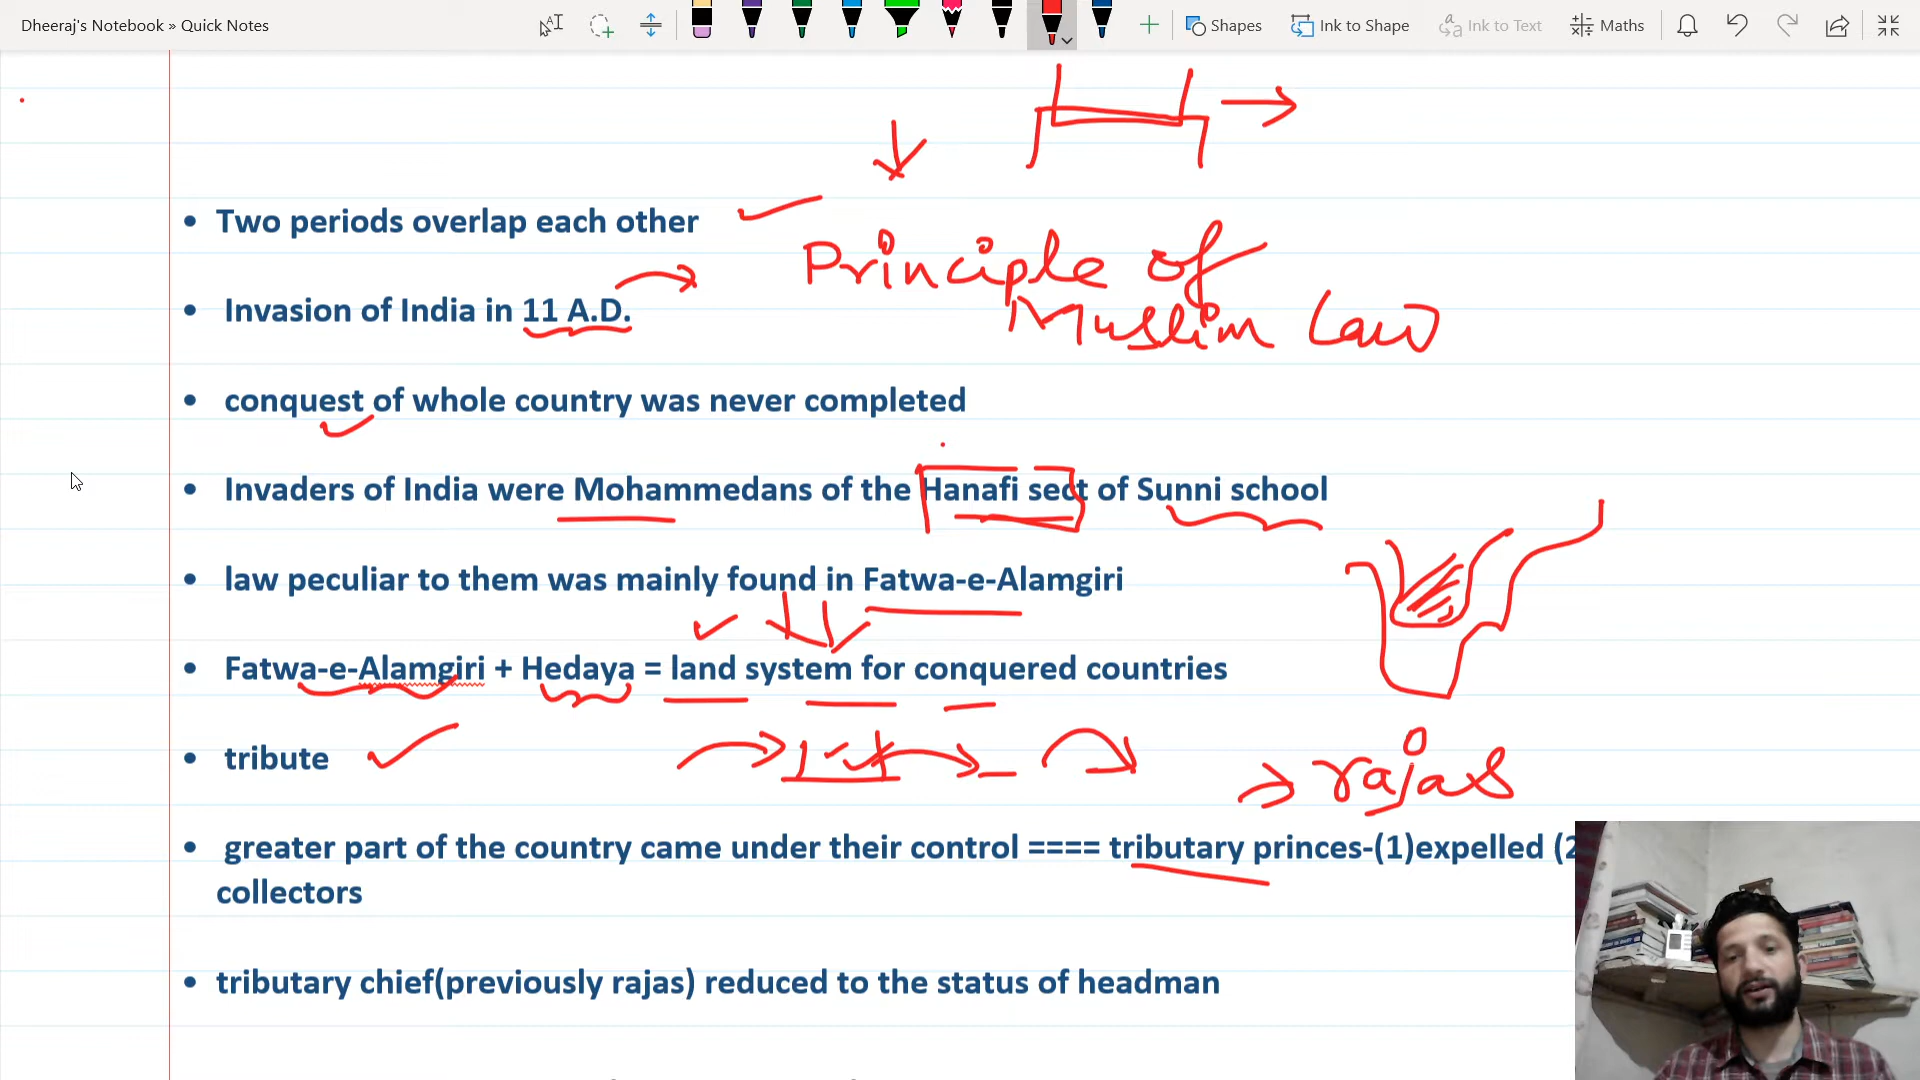 Dheeraj's Notebook » Quick Notes
Shapes
Ink to Shape
Ink to Text
Maths
• Two periods overlap each other
Principle of
• Invasion of India in 11 A.D.
Muslim Law
• conquest of whole country was never completed
• Invaders of India were Mohammedans of the Hanafi sect of Sunni school
• law peculiar to them was mainly found in Fatwa-e-Alamgiri
• Fatwa-e-Alamgiri + Hedaya = land system for conquered countries
• tribute
rajas
• greater part of the country came under their control ==== tributary princes-(1)expelled (2
collectors
• tributary chief(previously rajas) reduced to the status of headman